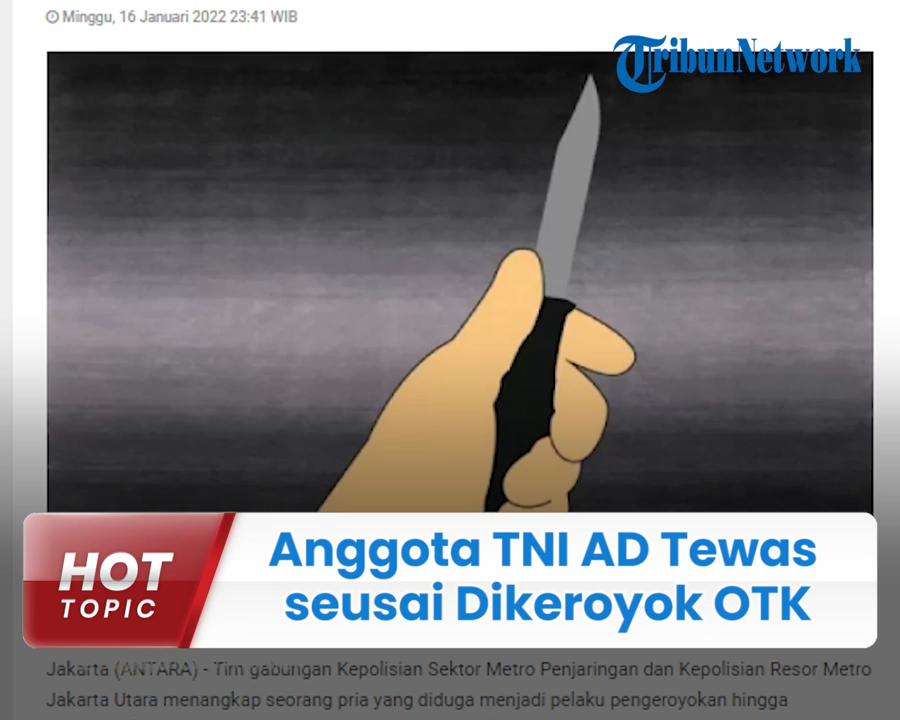 Minggu, 16 Januari 2022 23:41 WIB
TribunNetwork
HOT
TOPIC
Anggota TNI AD Tewas
seusai Dikeroyok OTK
Jakarta (ANTARA) - Tim gabungan Kepolisian Sektor Metro Penjaringan dan Kepolisian Resor Metro
Jakarta Utara menangkap seorang pria yang diduga menjadi pelaku pengeroyokan hingga